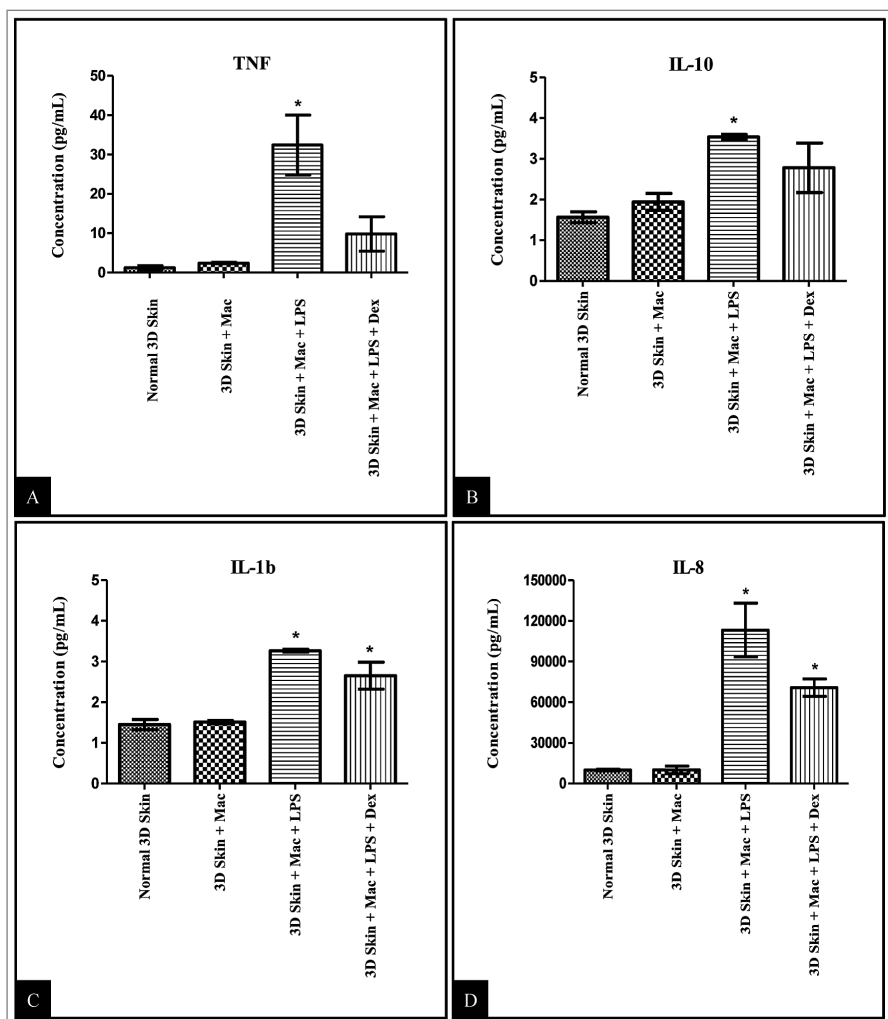 TNF
Concentration (pg/mL)
50
40
30
20
10
0
*
Normal 3D Skin
3D Skin + Mac
3D Skin + Mac + LPS
3D Skin + Mac + LPS + Dex
A
IL-10
Concentration (pg/mL)
5
4
3
2
1
0
*
Normal 3D Skin
3D Skin + Mac
3D Skin + Mac + LPS
3D Skin + Mac + LPS + Dex
B
IL-1b
Concentration (pg/mL)
5
4
3
2
1
0
*
*
Normal 3D Skin
3D Skin + Mac
3D Skin + Mac + LPS
3D Skin + Mac + LPS + Dex
C
IL-8
Concentration (pg/mL)
150000
120000
90000
60000
30000
0
*
*
Normal 3D Skin
3D Skin + Mac
3D Skin + Mac + LPS
3D Skin + Mac + LPS + Dex
D